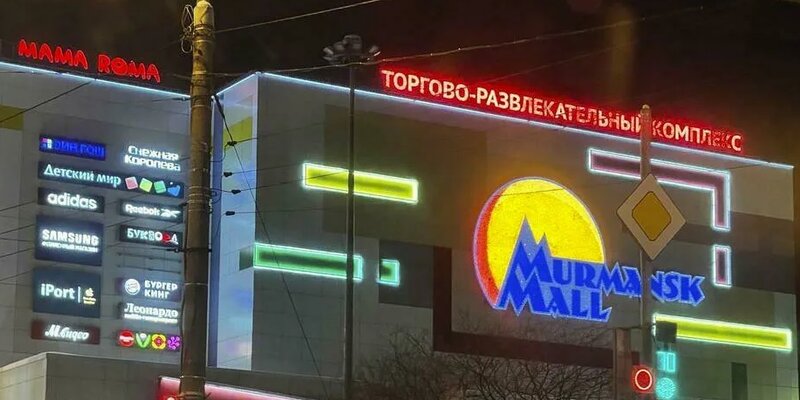 MAMA ROMA
ТОРГОВО-РАЗВЛЕКАТЕЛЬНЫЙ КОМПЛЕКС
СНЕЖНАЯ
КОРОЛЕВА
Детский мир
adidas
Reebok
SAMSUNG
БУКВОЕД
iPort
БУРГЕР
КИНГ
Леонардо
М.видео
MURMANSK
MALL